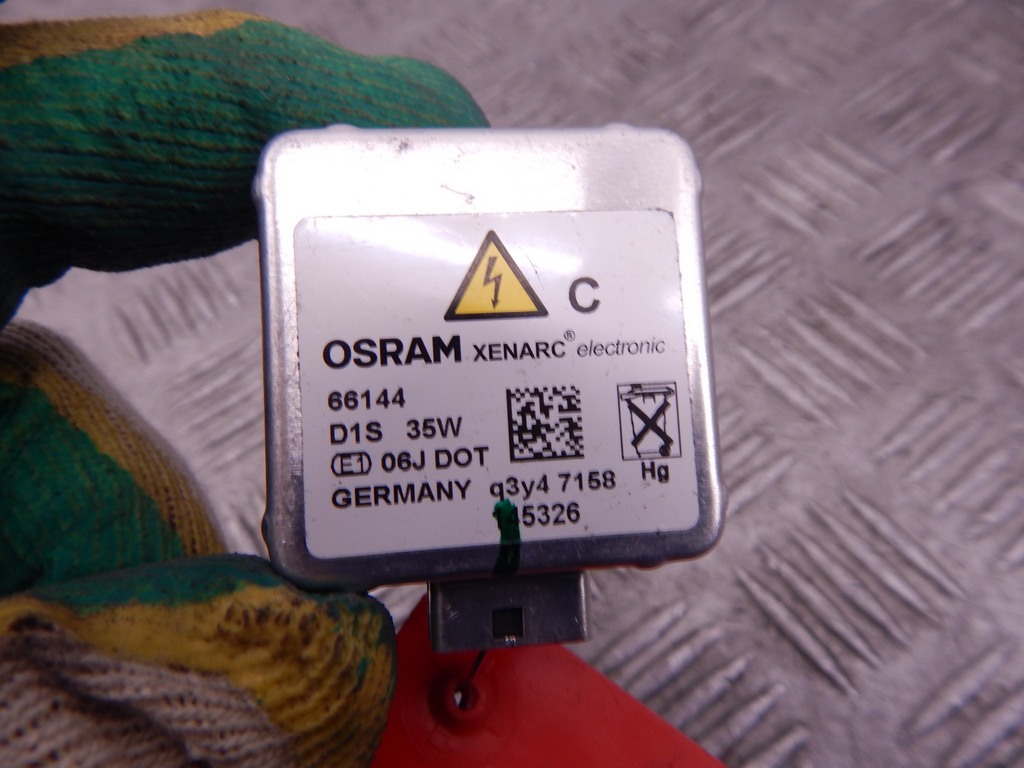 C
OSRAM XENARC® electronic
66144
D1S 35W
E1 06J DOT
Hg
GERMANY q3y4 7158
5326